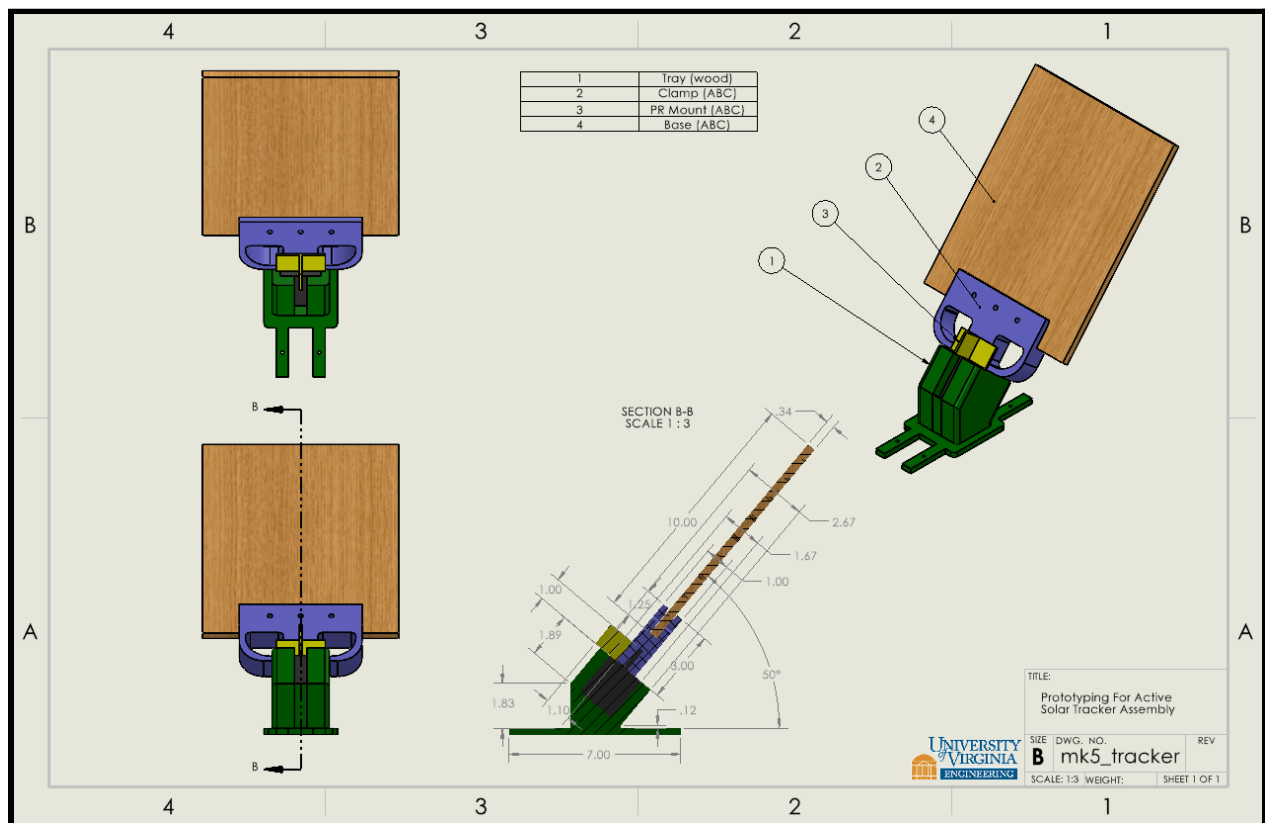 4 3 2 1
1 Tray (wood)
2 Clamp (ABC)
3 PR Mount (ABC)
4 Base (ABC)
4
2
3
1
B B
B
SECTION B-B
SCALE 1 : 3
.34
10.00
2.67
1.67
1.00
1.00
1.25
1.89
3.00
50°
1.83
1.10
.12
7.00
B
A A
TITLE:
Prototyping For Active
Solar Tracker Assembly
UNIVERSITY
of VIRGINIA
ENGINEERING
SIZE DWG. NO. REV
B mk5_tracker
SCALE: 1:3 WEIGHT: SHEET 1 OF 1
4 3 2 1